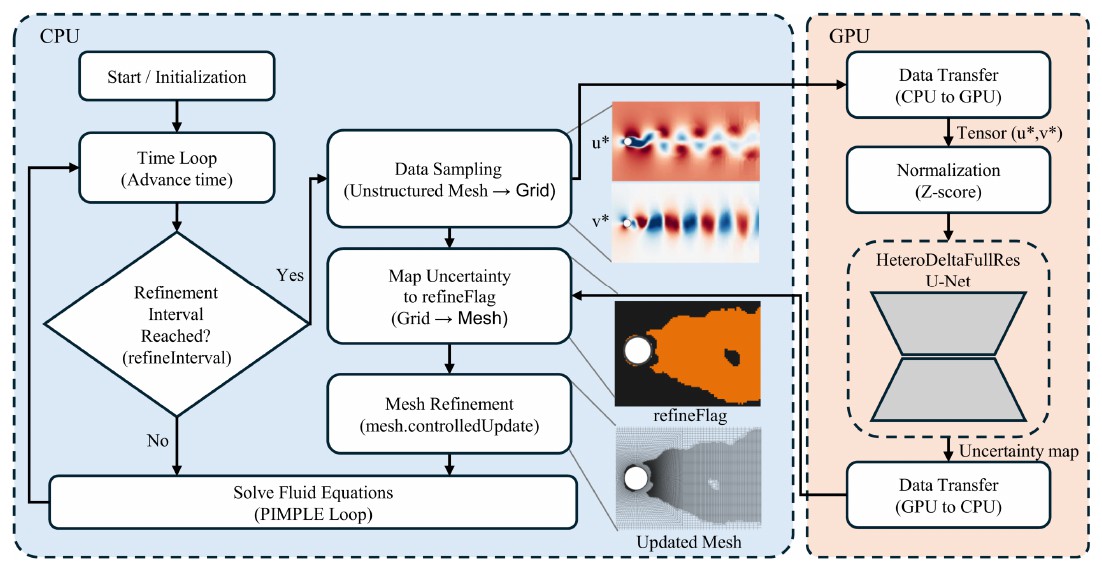 CPU
Start / Initialization
Time Loop
(Advance time)
Refinement
Interval
Reached?
(refineInterval)
Yes
No
Data Sampling
(Unstructured Mesh → Grid)
Map Uncertainty
to refineFlag
(Grid → Mesh)
Mesh Refinement
(mesh.controlledUpdate)
Solve Fluid Equations
(PIMPLE Loop)
u*
v*
refineFlag
Updated Mesh
GPU
Data Transfer
(CPU to GPU)
Tensor (u*,v*)
Normalization
(Z-score)
HeteroDeltaFullRes
U-Net
Uncertainty map
Data Transfer
(GPU to CPU)